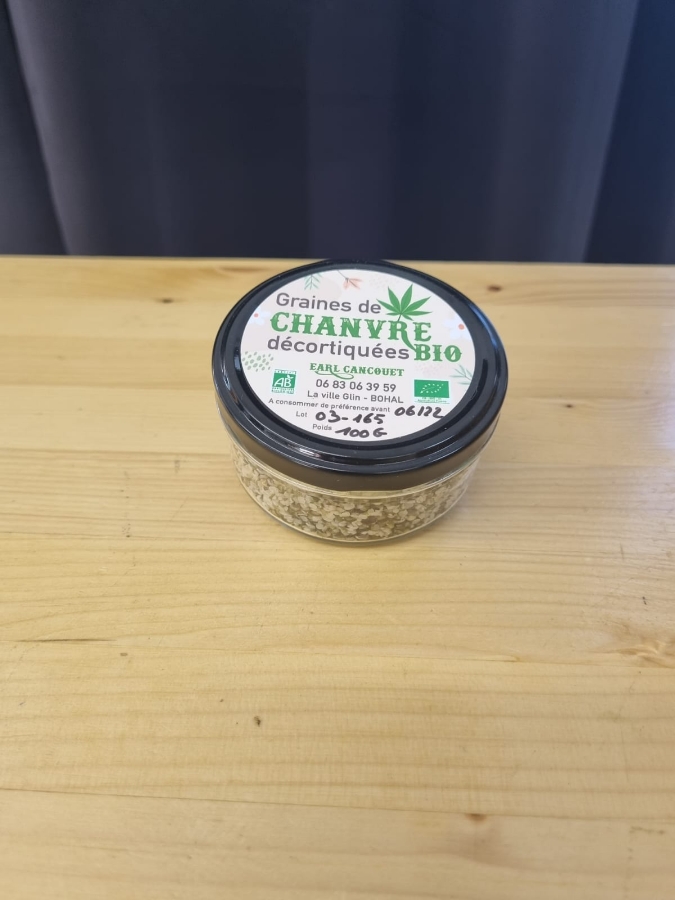 Graines de
CHANVRE
décortiquées BIO
EARL CANCOUET
AB
06 83 06 39 59
La ville Glin - BOHAL
A consommer de préférence avant 06/22
Lot 03-165
Poids 100G